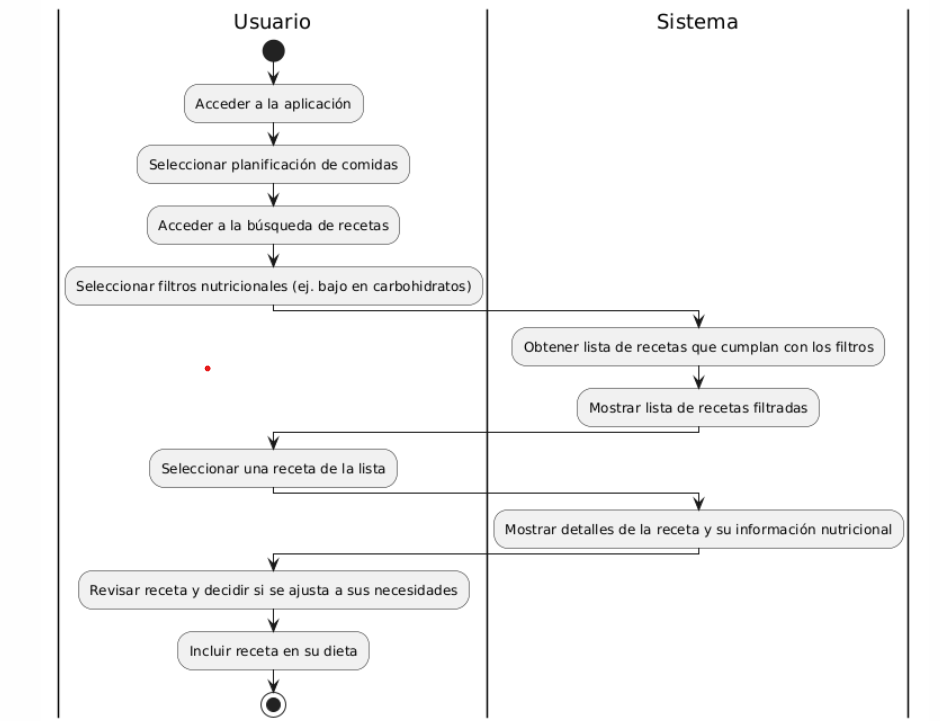 Usuario
Sistema
Acceder a la aplicación
Seleccionar planificación de comidas
Acceder a la búsqueda de recetas
Seleccionar filtros nutricionales (ej. bajo en carbohidratos)
Obtener lista de recetas que cumplan con los filtros
Mostrar lista de recetas filtradas
Seleccionar una receta de la lista
Mostrar detalles de la receta y su información nutricional
Revisar receta y decidir si se ajusta a sus necesidades
Incluir receta en su dieta